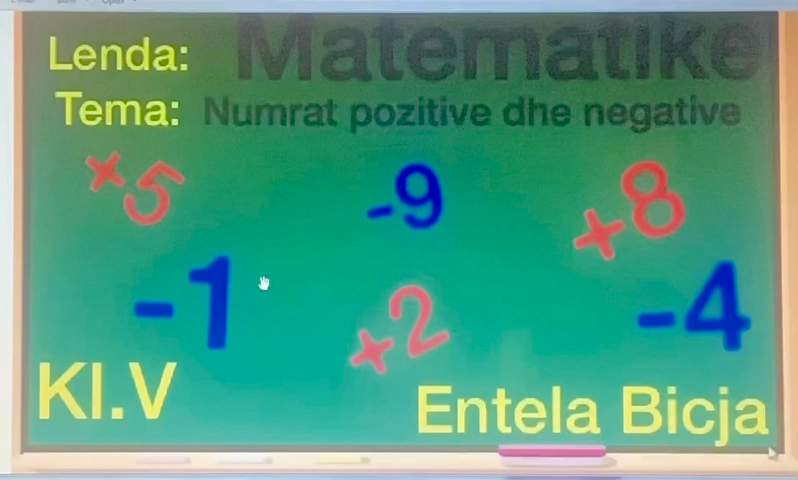 Lenda: Matematike
Tema: Numrat pozitive dhe negative
+5 -9 +8
-1 +2 -4
Kl.V
Entela Bicja